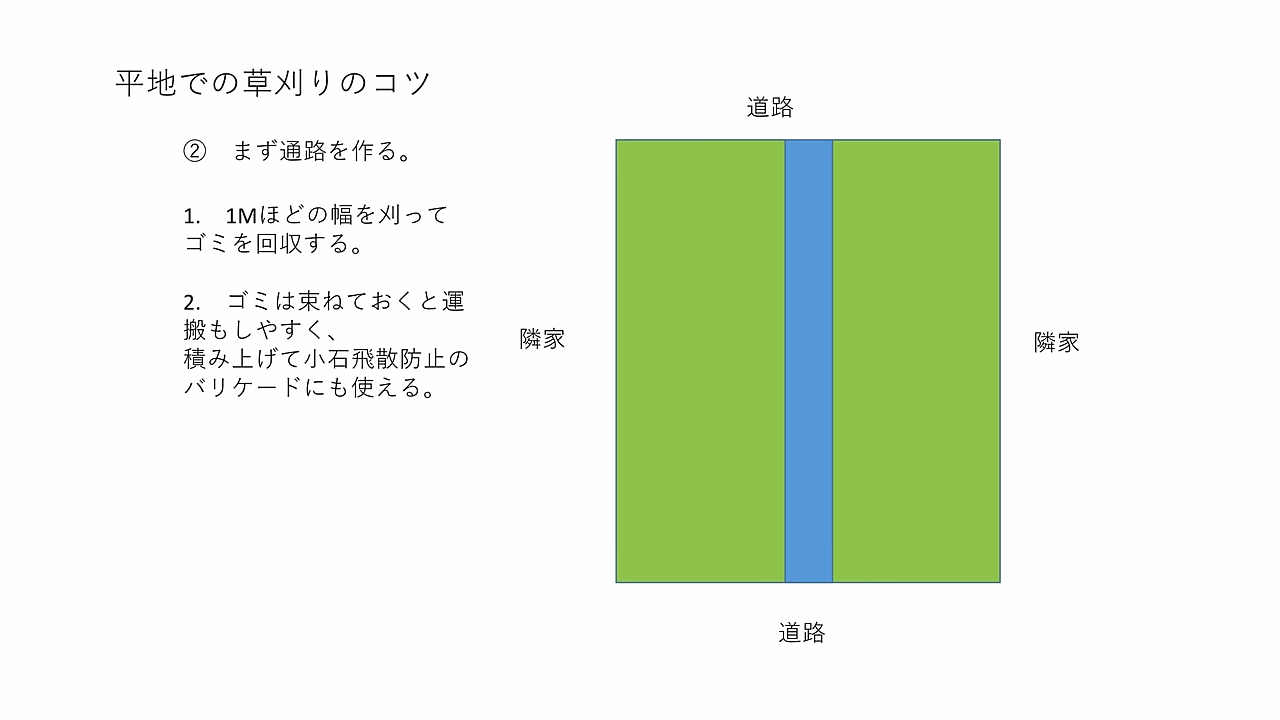 平地での草刈りのコツ
②　まず通路を作る。
1.　1Mほどの幅を刈って
ゴミを回収する。
2.　ゴミは束ねておくと運
搬もしやすく、
積み上げて小石飛散防止の
バリケードにも使える。
道路
隣家
隣家
道路